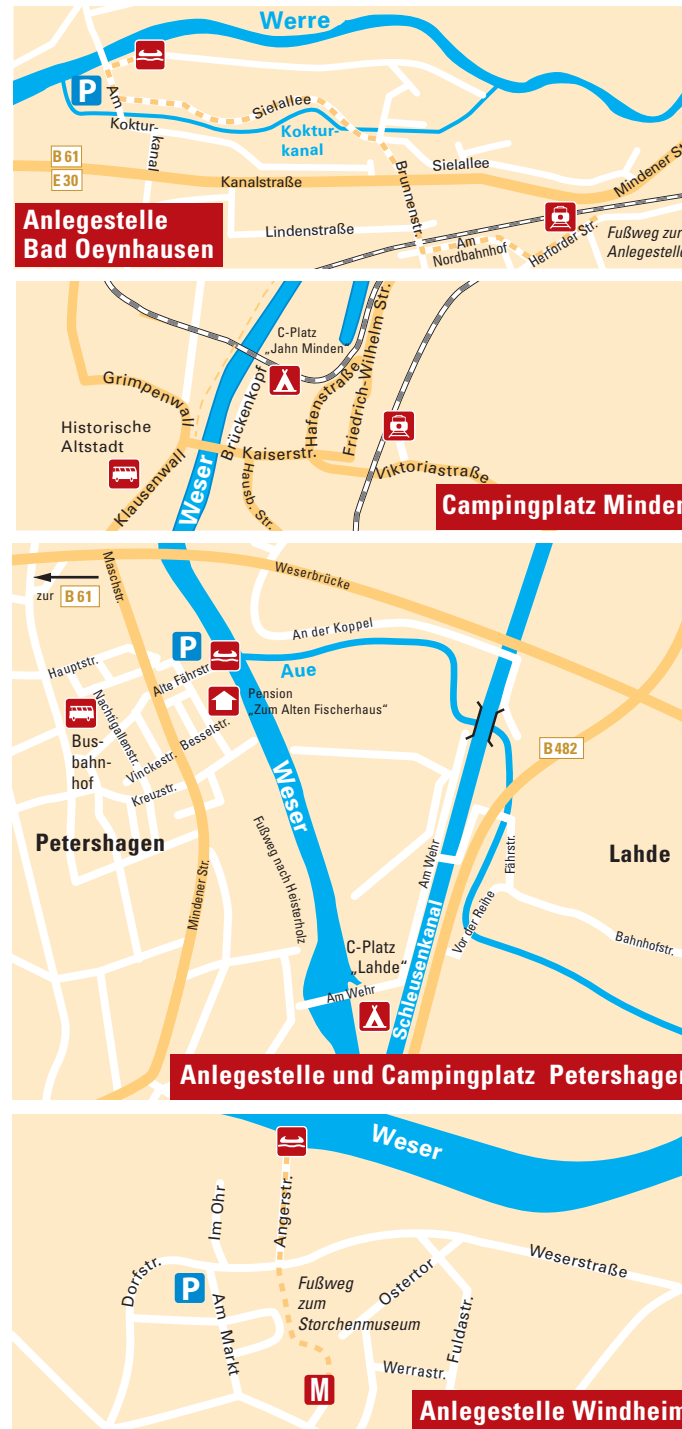 Werre
P
Am
Kokturkanal
Sielallee
Koktur-
kanal
Sielallee
B 61
E 30
Kanalstraße
Brunnenstr.
Mindener St
Lindenstraße
Am
Nordbahnhof
Herforder Str.
Fußweg zur
Anlegestelle
Anlegestelle
Bad Oeynhausen
C-Platz
„Jahn Minden“
Grimpenwall
Brückenkopf
Hafenstraße
Friedrich-Wilhelm Str.
Historische
Altstadt
Klausenwall
Weser
Kaiserstr.
Hausb. Str.
Viktoriastraße
Campingplatz Minden
zur B 61
Maschstr.
Weserbrücke
An der Koppel
P
Hauptstr.
Alte Fährstr.
Aue
Pension
„Zum Alten Fischerhaus“
Nachtigallenstr.
Bus-
bahn-
hof
Vinckestr.
Besselstr.
Kreuzstr.
B 482
Weser
Petershagen
Lahde
Fußweg nach Heisterholz
Mindener Str.
Am Wehr
Fährstr.
Vor der Reihe
Bahnhofstr.
C-Platz
„Lahde“
Am Wehr
Schleusenkanal
Anlegestelle und Campingplatz Petershagen
Weser
Im Ohr
Angerstr.
Dorfstr.
P
Am Markt
Fußweg
zum
Storchenmuseum
Ostertor
Weserstraße
Fuldastr.
Werrastr.
M
Anlegestelle Windheim